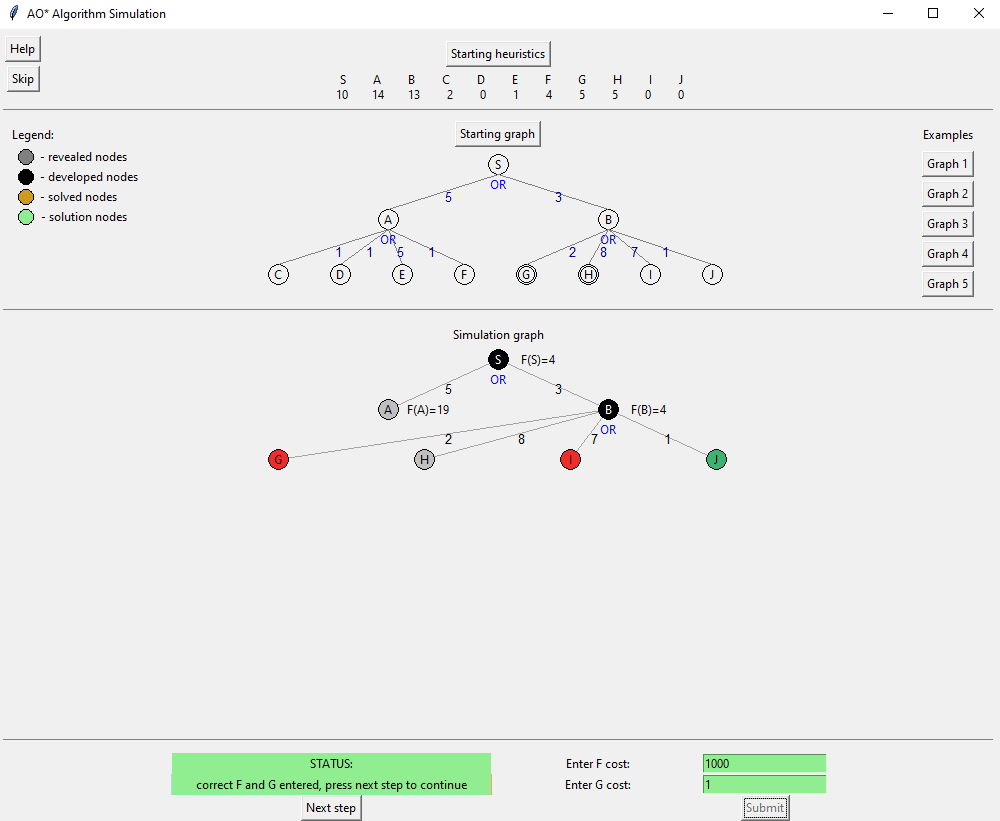 AO* Algorithm Simulation
Help
Starting heuristics
Skip
S A B C D E F G H I J
10 14 13 2 0 1 4 5 5 0 0
Legend:
Starting graph
Examples
- revealed nodes
- developed nodes
- solved nodes
- solution nodes
S
OR
5 3
A B
OR OR
1 1 5 1 2 8 7 1
C D E F G H I J
Graph 1
Graph 2
Graph 3
Graph 4
Graph 5
Simulation graph
S F(S)=4
OR
5 3
A F(A)=19 B F(B)=4
OR
2 8 7 1
G H I J
STATUS:
correct F and G entered, press next step to continue
Next step
Enter F cost: 1000
Enter G cost: 1
Submit